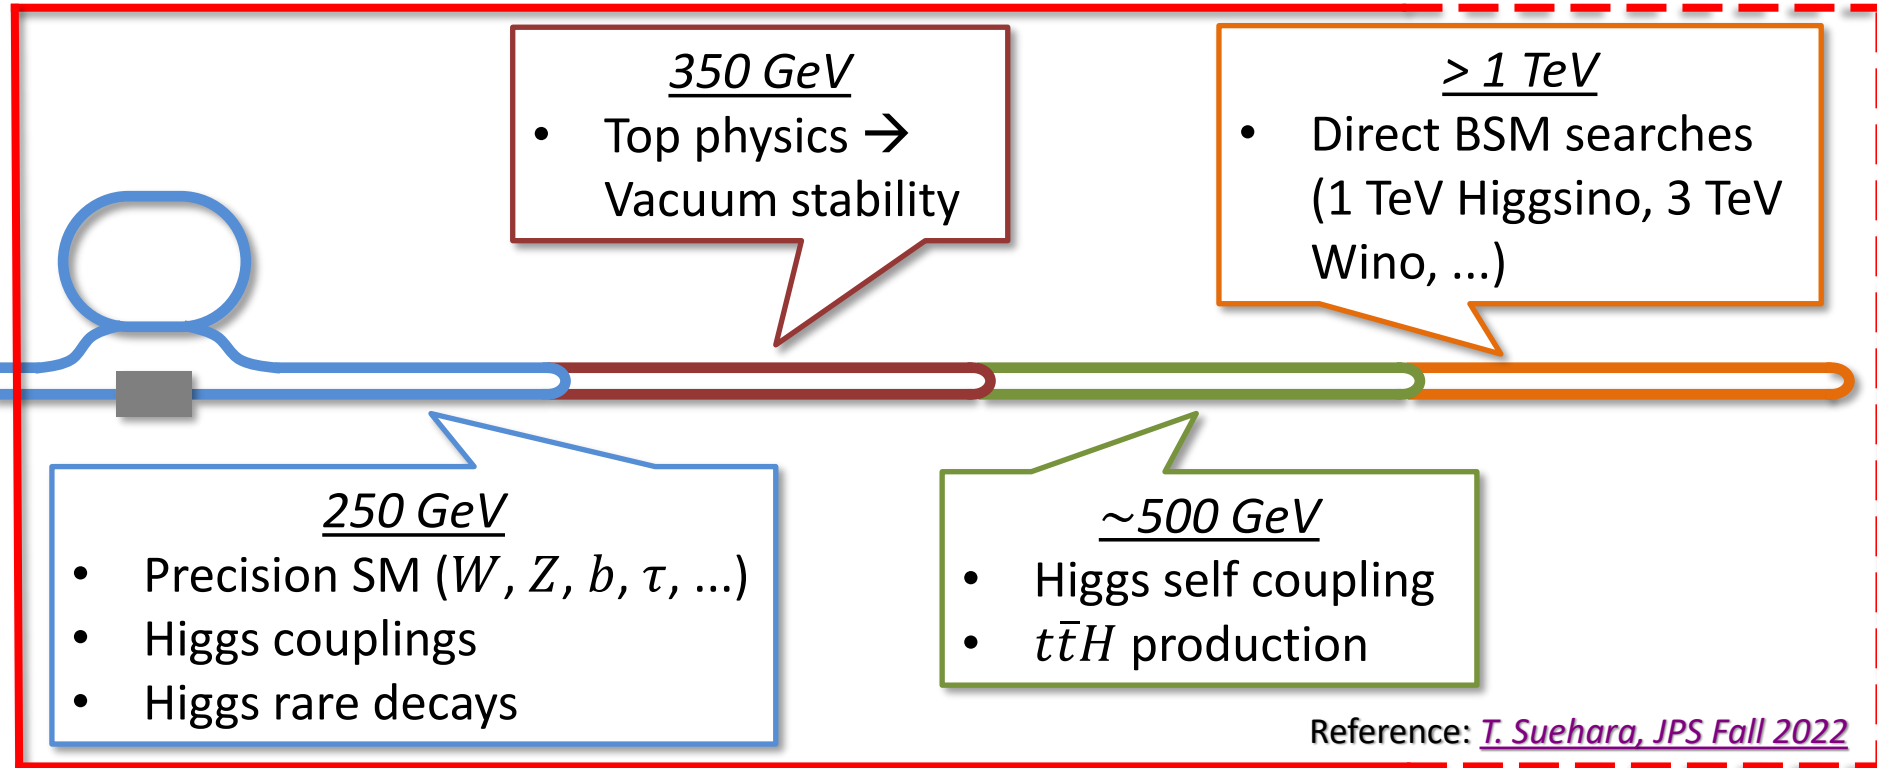 350 GeV
• Top physics →
Vacuum stability
> 1 TeV
• Direct BSM searches
(1 TeV Higgsino, 3 TeV
Wino, ...)
250 GeV
• Precision SM (W, Z, b, τ, ...)
• Higgs couplings
• Higgs rare decays
~500 GeV
• Higgs self coupling
• tt̄H production
Reference: T. Suehara, JPS Fall 2022